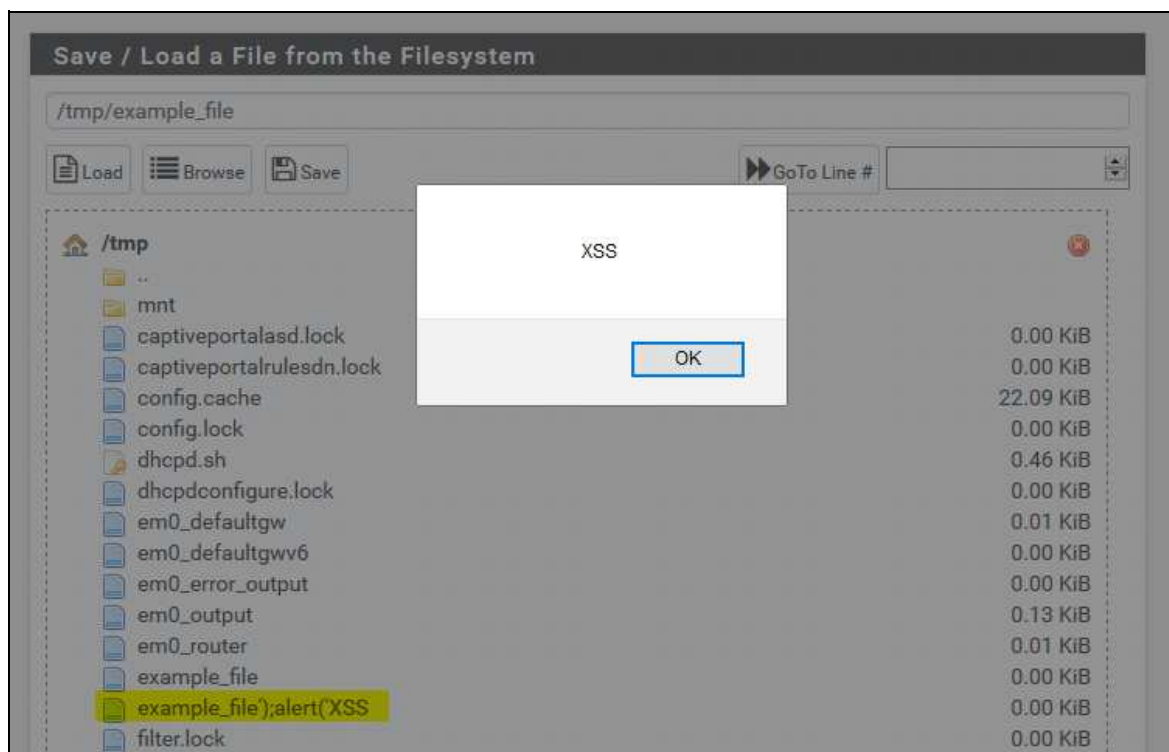 Save / Load a File from the Filesystem
/tmp/example_file
Load Browse Save GoTo Line #
/tmp
XSS
..
mnt
captiveportalasd.lock 0.00 KiB
OK
captiveportalrulesdn.lock 0.00 KiB
config.cache 22.09 KiB
config.lock 0.00 KiB
dhcpd.sh 0.46 KiB
dhcpdconfigure.lock 0.00 KiB
em0_defaultgw 0.01 KiB
em0_defaultgwv6 0.00 KiB
em0_error_output 0.00 KiB
em0_output 0.13 KiB
em0_router 0.01 KiB
example_file 0.00 KiB
example_file');alert('XSS 0.00 KiB
filter.lock 0.00 KiB